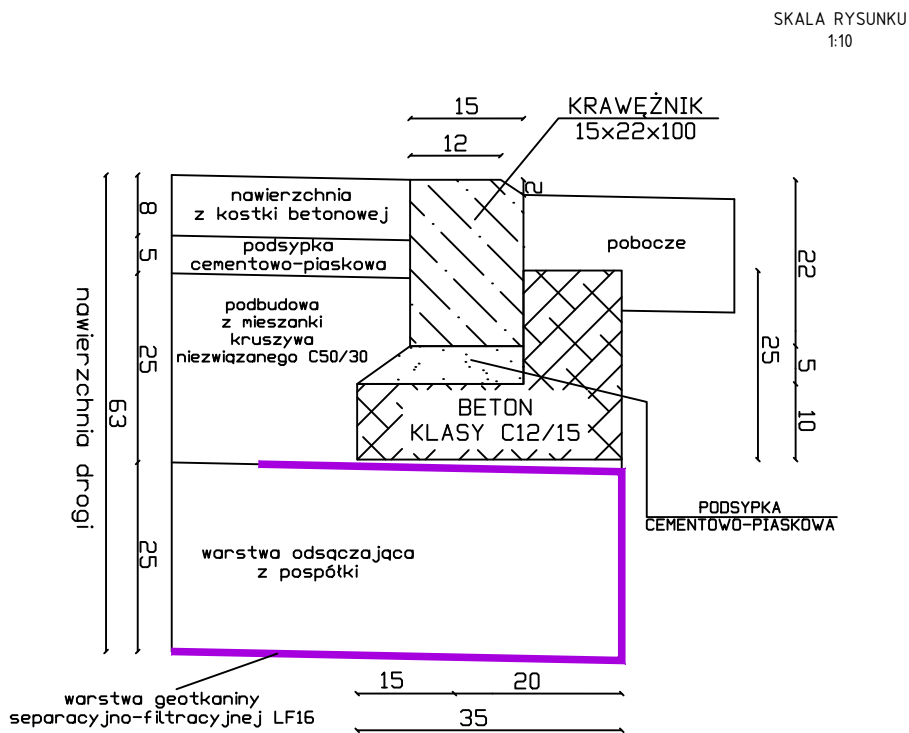 SKALA RYSUNKU
1:10
15
KRAWĘŻNIK
15x22x100
12
2
8
nawierzchnia
z kostki betonowej
5
podsypka
cementowo-piaskowa
pobocze
22
podbudowa
z mieszanki
kruszywa
niezwiązanego C50/30
25
25
5
nawierzchnia drogi
63
BETON
KLASY C12/15
10
PODSYPKA
CEMENTOWO-PIASKOWA
25
warstwa odsączająca
z pospółki
15
20
35
warstwa geotkaniny
separacyjno-filtracyjnej LF16